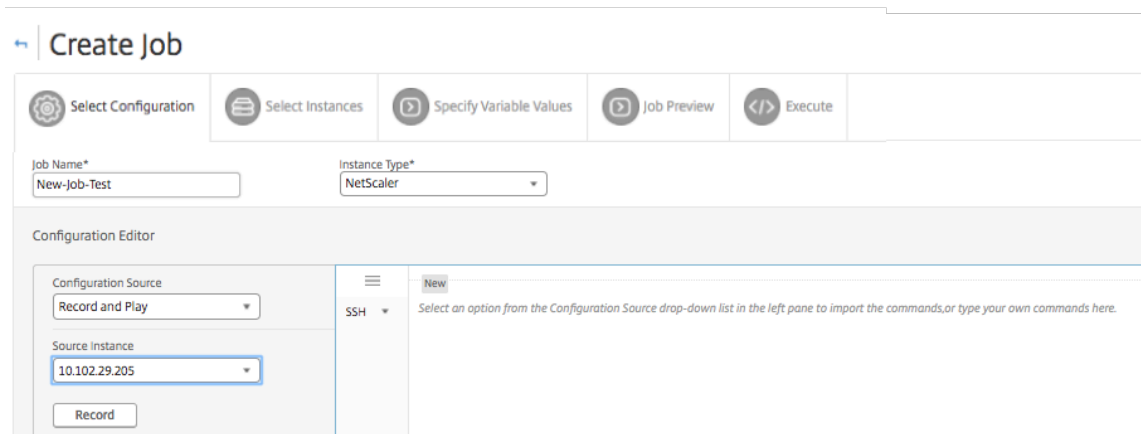 Create Job
Select Configuration
Select Instances
Specify Variable Values
Job Preview
Execute
Job Name*
Instance Type*
New-Job-Test
NetScaler
Configuration Editor
Configuration Source
Record and Play
Source Instance
10.102.29.205
Record
New
SSH
Select an option from the Configuration Source drop-down list in the left pane to import the commands,or type your own commands here.